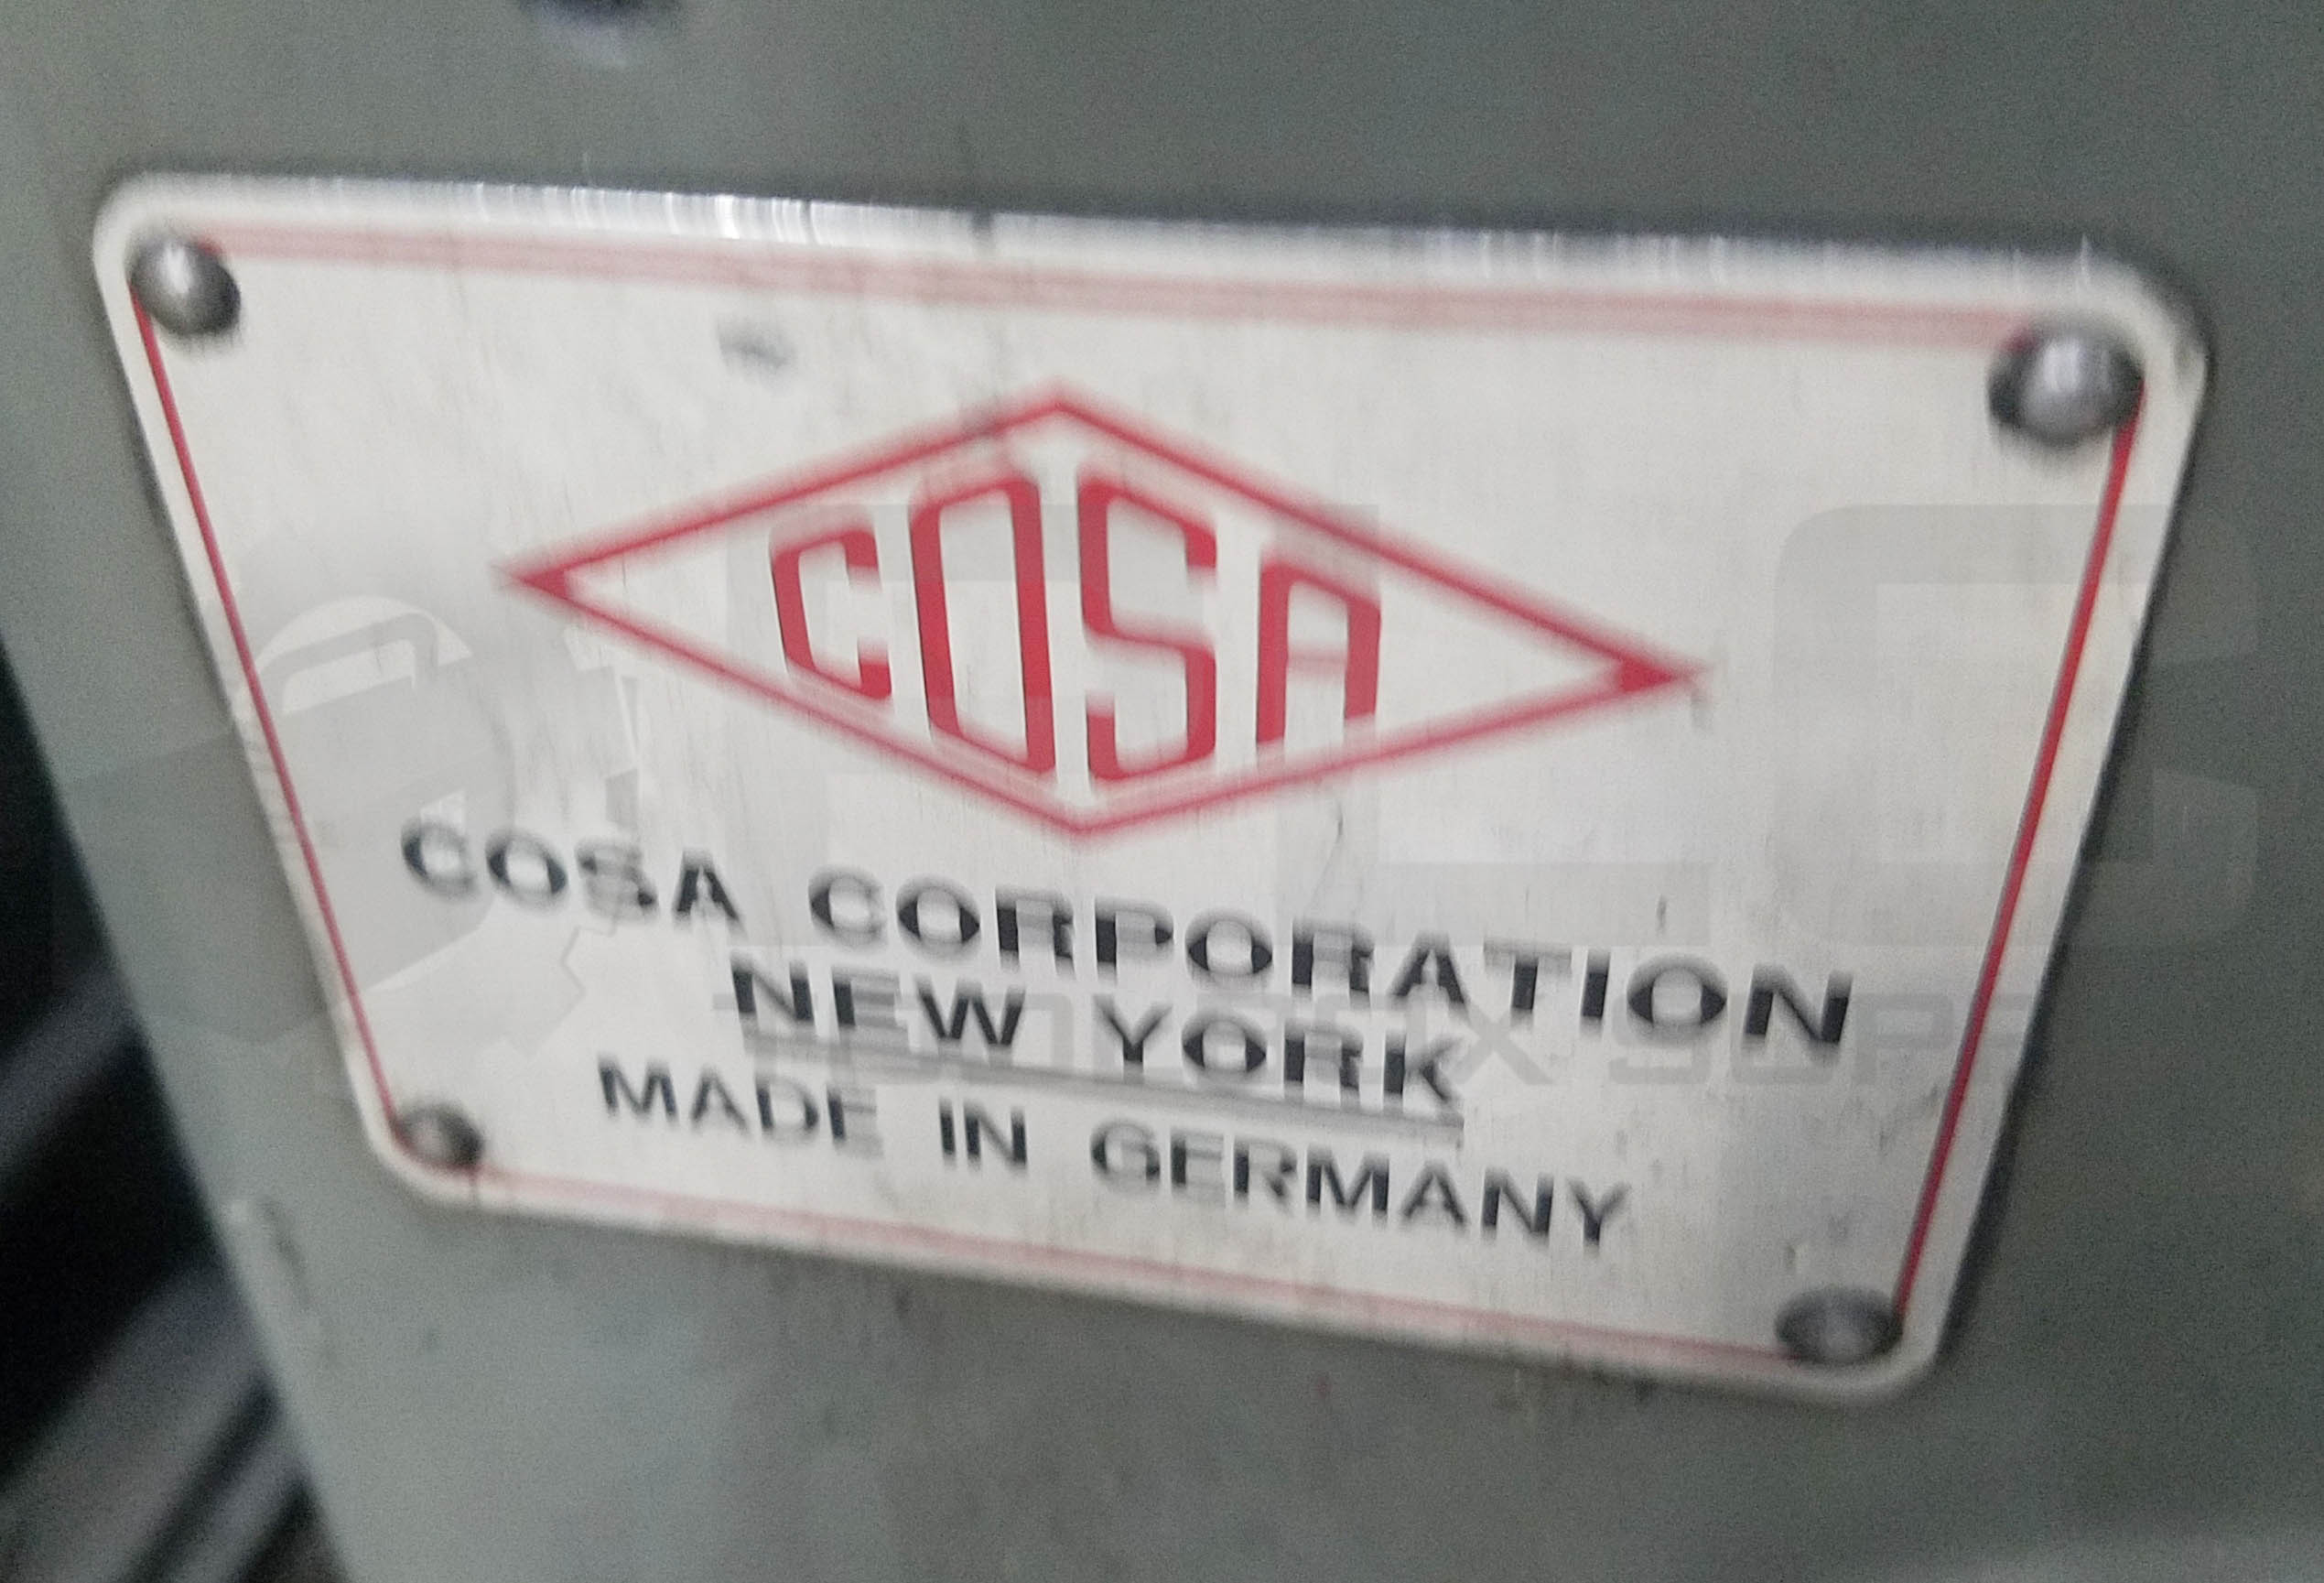 COSA
COSA CORPORATION
NEW YORK
MADE IN GERMANY